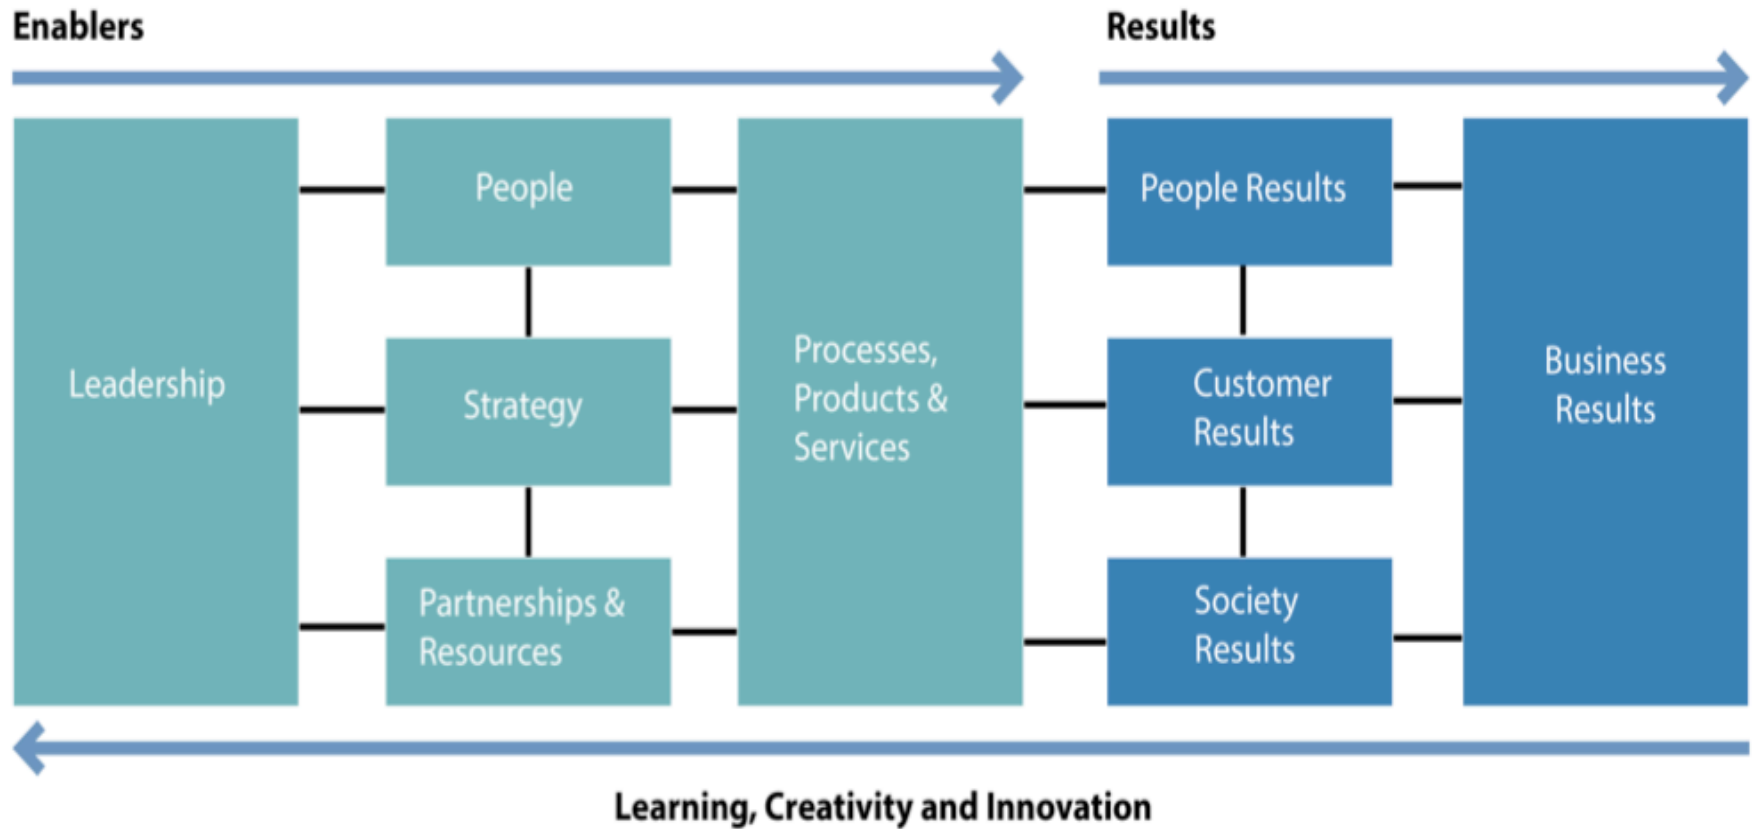 Enablers
Results
Leadership
People
Strategy
Partnerships &
Resources
Processes,
Products &
Services
People Results
Customer
Results
Society
Results
Business
Results
Learning, Creativity and Innovation